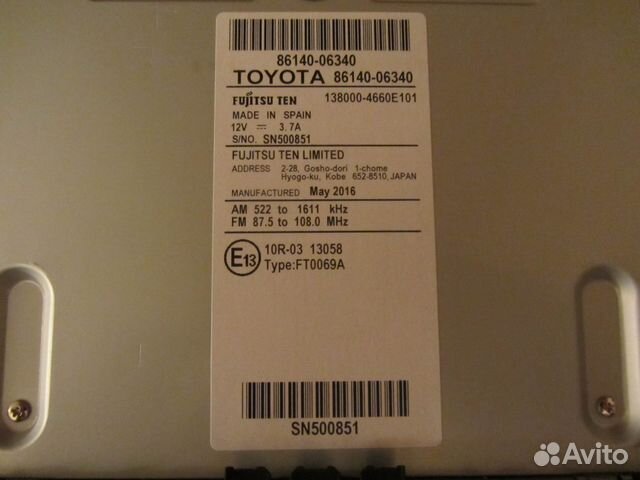 86140-06340
TOYOTA 86140-06340
FUJITSU TEN 138000-4660E101
MADE IN SPAIN
12V ⎓ 3.7A
S/NO. SN500851
FUJITSU TEN LIMITED
ADDRESS 2-28, Gosho-dori 1-chome
Hyogo-ku, Kobe 652-8510, JAPAN
MANUFACTURED May 2016
AM 522 to 1611 kHz
FM 87.5 to 108.0 MHz
E13 10R-03 13058
Type:FT0069A
SN500851
Avito